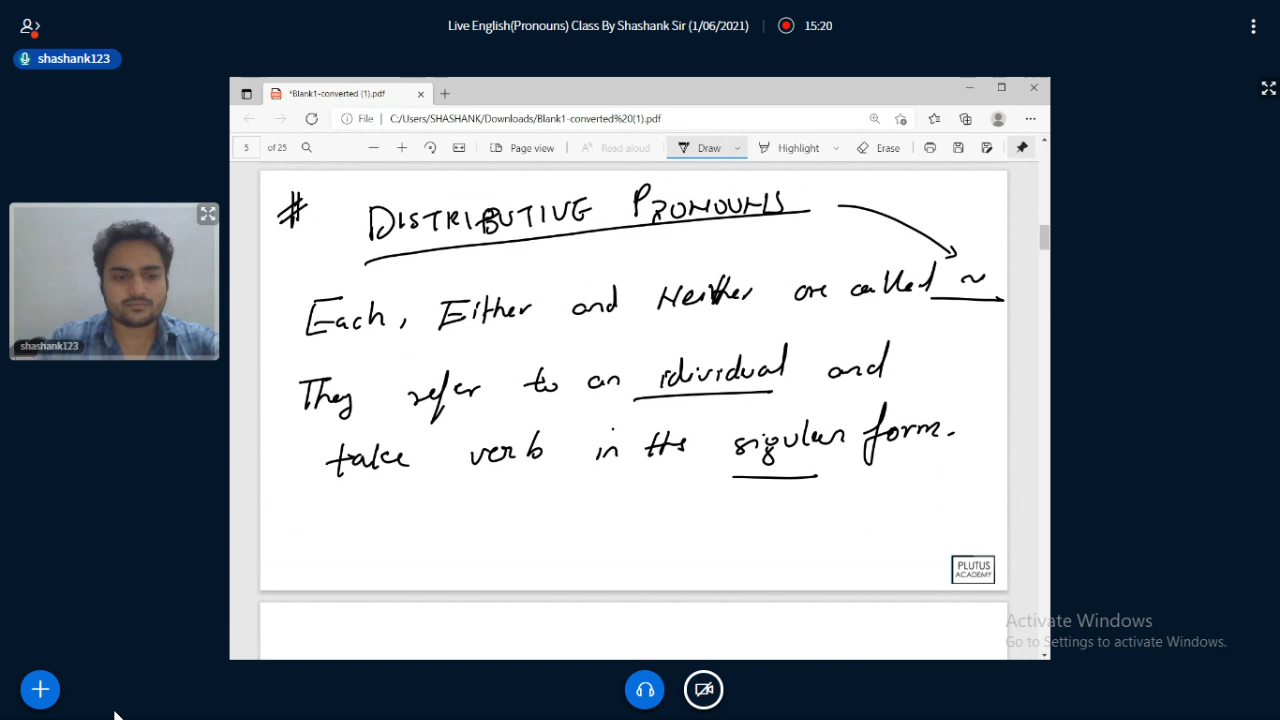 Live English(Pronouns) Class By Shashank Sir (1/06/2021)
15:20
shashank123
*Blank1-converted (1).pdf
File
C:/Users/SHASHANK/Downloads/Blank1-converted%20(1).pdf
5 of 25
Page view
Read aloud
Draw
Highlight
Erase
# DISTRIBUTIVE PRONOUNS
Each, Either and Neither are called ~
They refer to an idividual and
take verb in the sigular form.
shashank123
PLUTUS
ACADEMY
Activate Windows
Go to Settings to activate Windows.